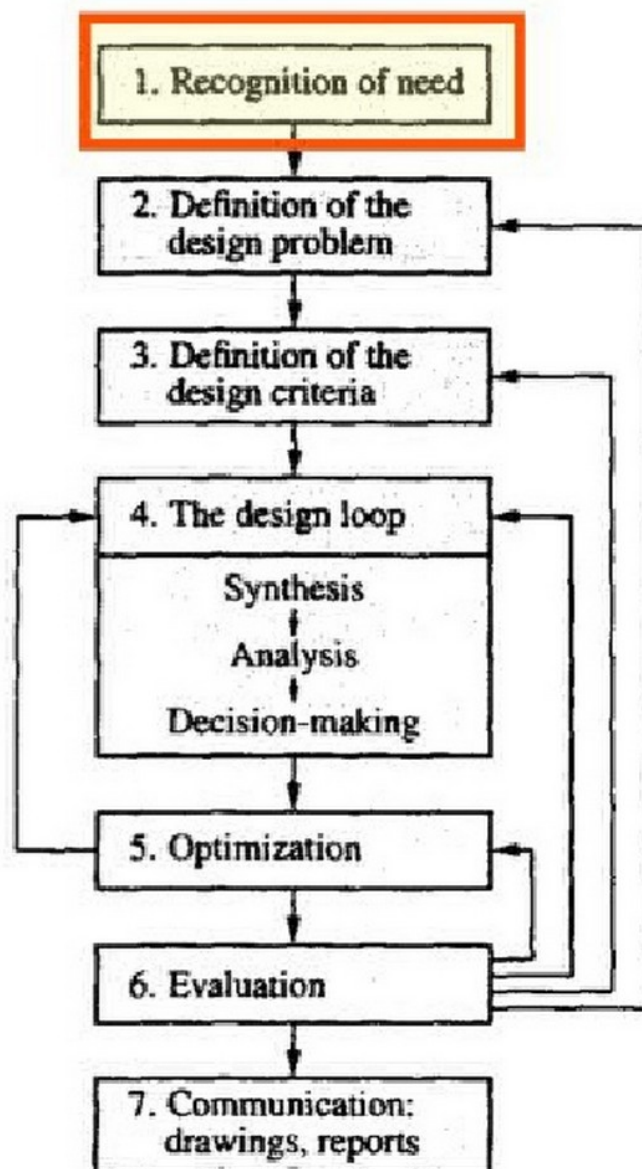 1. Recognition of need
2. Definition of the
design problem
3. Definition of the
design criteria
4. The design loop
Synthesis
Analysis
Decision-making
5. Optimization
6. Evaluation
7. Communication:
drawings, reports